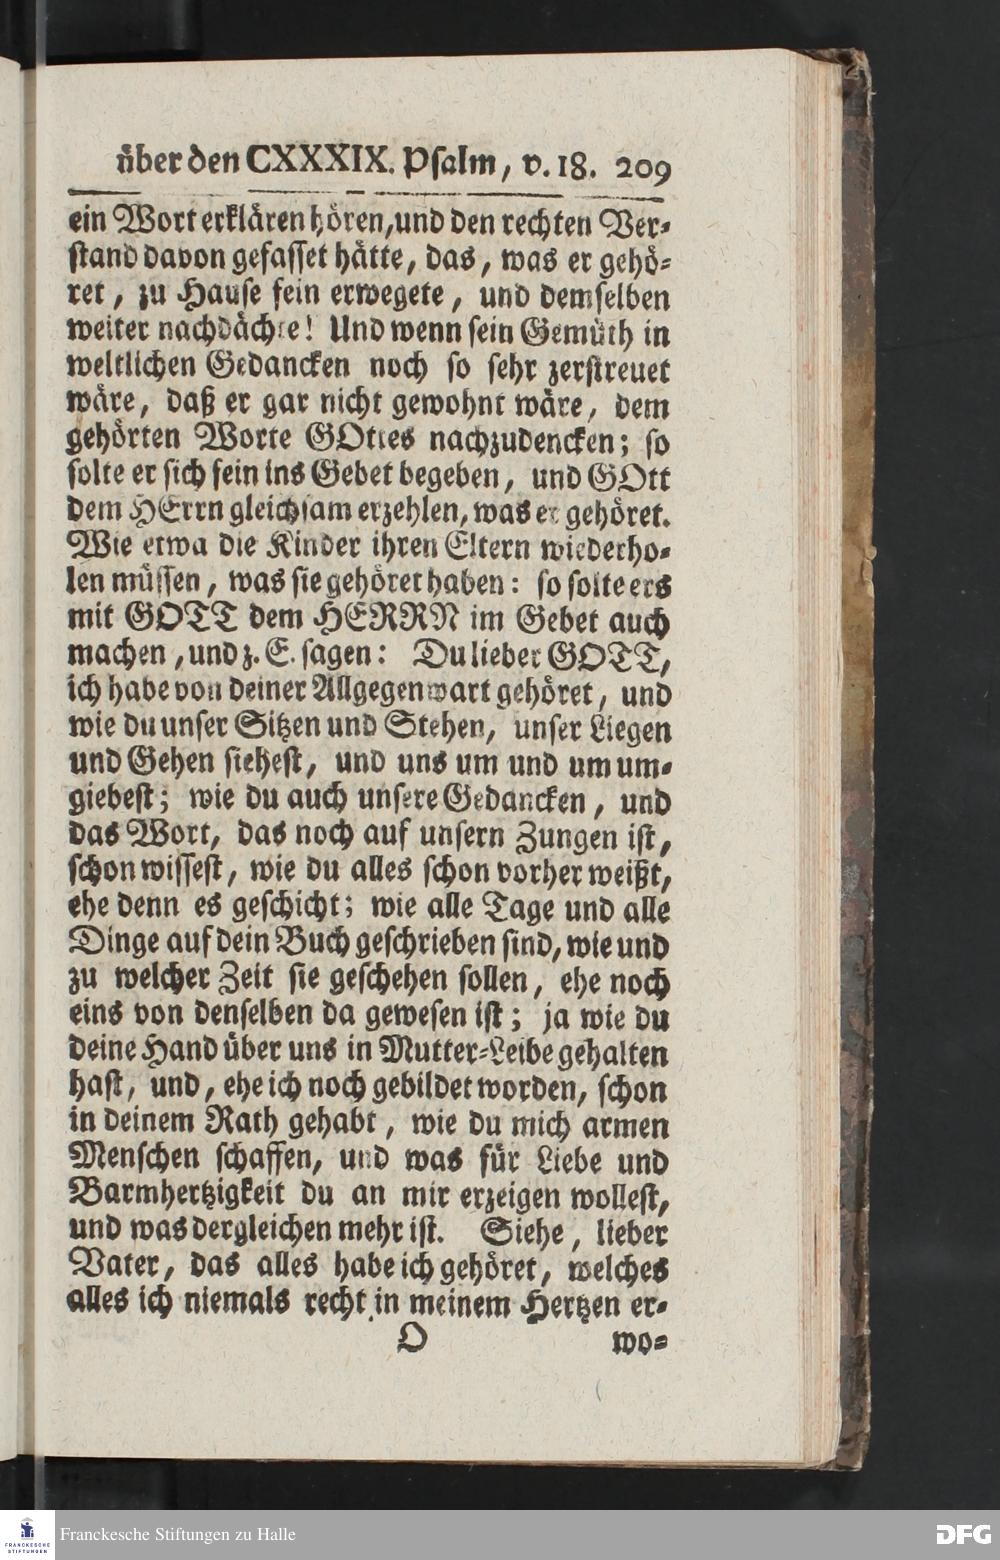 über den CXXXIX. Psalm, v. 18. 209
ein Wort erklären hören, und den rechten Ver-
stand davon gefasset hätte, das, was er gehö-
ret, zu Hause fein erwegete, und demselben
weiter nachdächte! Und wenn sein Gemüth in
weltlichen Gedancken noch so sehr zerstreuet
wäre, daß er gar nicht gewohnt wäre, dem
gehörten Worte GOttes nachzudencken; so
solte er sich fein ins Gebet begeben, und GOtt
dem HErrn gleichsam erzehlen, was er gehöret.
Wie etwa die Kinder ihren Eltern wiederho-
len müssen, was sie gehöret haben: so solte ers
mit GOTT dem HERRN im Gebet auch
machen, und z. E. sagen: Du lieber GOTT,
ich habe von deiner Allgegenwart gehöret, und
wie du unser Sitzen und Stehen, unser Liegen
und Gehen siehest, und uns um und um um-
giebest; wie du auch unsere Gedancken, und
das Wort, das noch auf unsern Zungen ist,
schon wissest, wie du alles schon vorher weißt,
ehe denn es geschicht; wie alle Tage und alle
Dinge auf dein Buch geschrieben sind, wie und
zu welcher Zeit sie geschehen sollen, ehe noch
eins von denselben da gewesen ist; ja wie du
deine Hand über uns in Mutter-Leibe gehalten
hast, und, ehe ich noch gebildet worden, schon
in deinem Rath gehabt, wie du mich armen
Menschen schaffen, und was für Liebe und
Barmhertzigkeit du an mir erzeigen wollest,
und was dergleichen mehr ist. Siehe, lieber
Vater, das alles habe ich gehöret, welches
alles ich niemals recht in meinem Hertzen er-
O wo-
FRANCKESCHE
STIFTUNGEN
Franckesche Stiftungen zu Halle
DFG